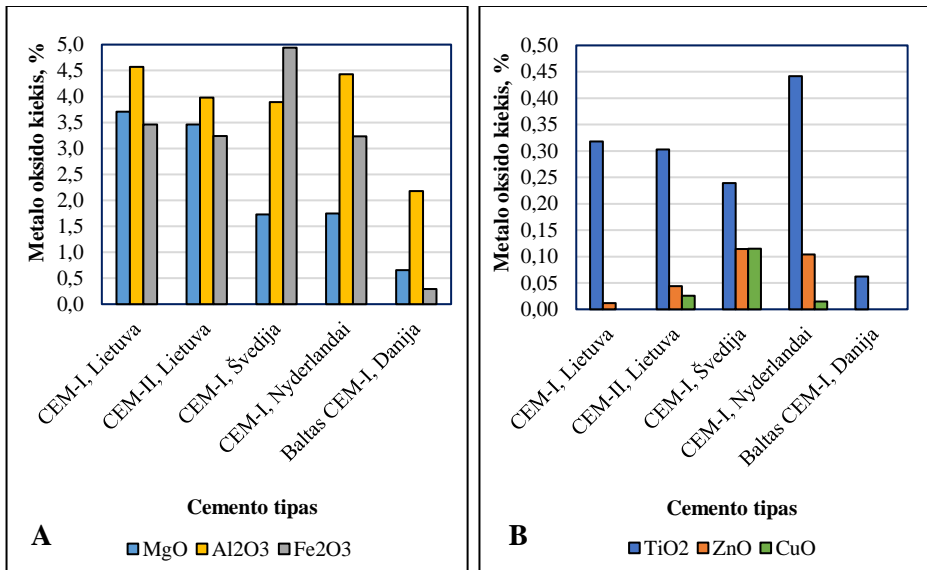 Metalo oksido kiekis, %
5,0
4,5
4,0
3,5
3,0
2,5
2,0
1,5
1,0
0,5
0,0
CEM-I, Lietuva
CEM-II, Lietuva
CEM-I, Švedija
CEM-I, Nyderlandai
Baltas CEM-I, Danija
Cemento tipas
A
MgO Al2O3 Fe2O3
Metalo oksido kiekis, %
0,50
0,45
0,40
0,35
0,30
0,25
0,20
0,15
0,10
0,05
0,00
CEM-I, Lietuva
CEM-II, Lietuva
CEM-I, Švedija
CEM-I, Nyderlandai
Baltas CEM-I, Danija
Cemento tipas
B
TiO2 ZnO CuO